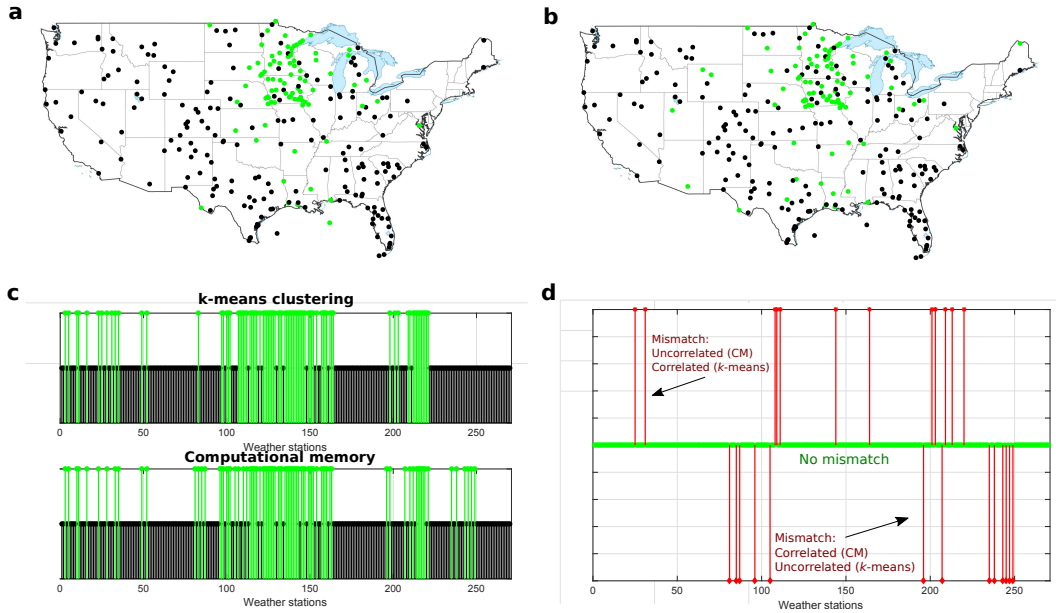 a
b
c
k-means clustering
0 50 100 150 200 250
Weather stations
Computational memory
0 50 100 150 200 250
Weather stations
d
Mismatch:
Uncorrelated (CM)
Correlated (k-means)
No mismatch
Mismatch:
Correlated (CM)
Uncorrelated (k-means)
0 50 100 150 200 250
Weather stations